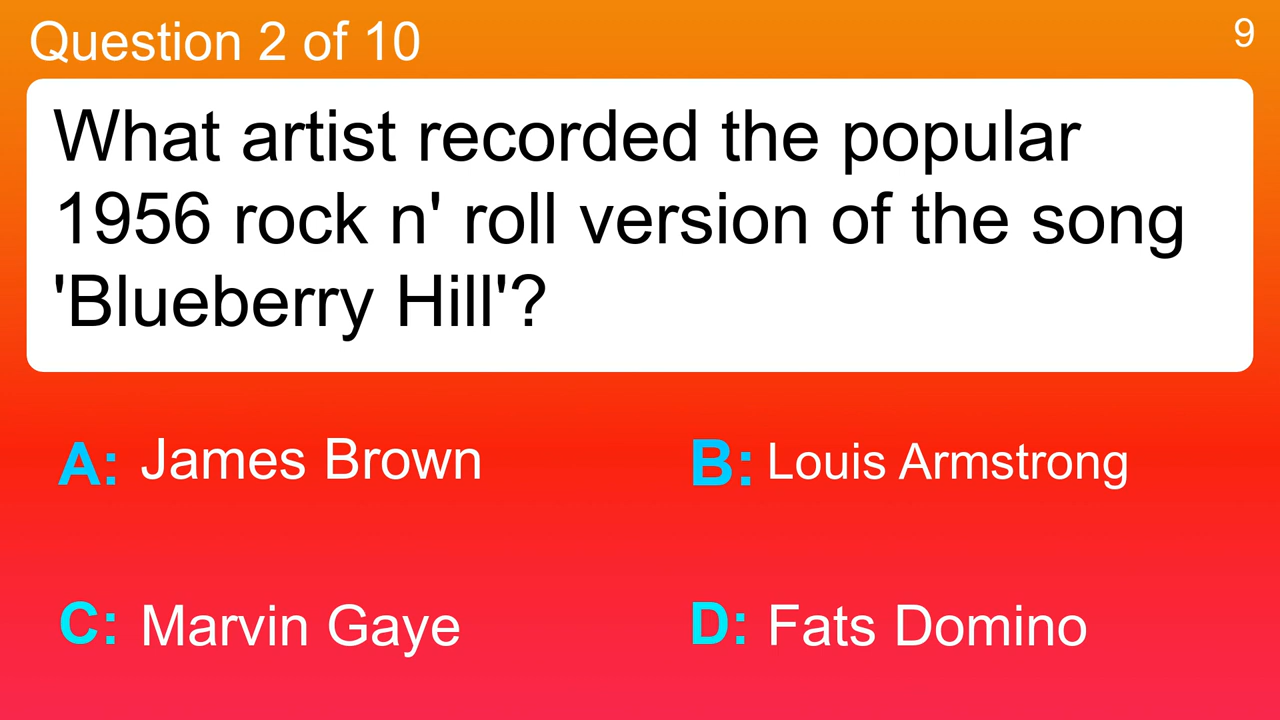 Question 2 of 10
9
What artist recorded the popular
1956 rock n' roll version of the song
'Blueberry Hill'?
A: James Brown
B: Louis Armstrong
C: Marvin Gaye
D: Fats Domino